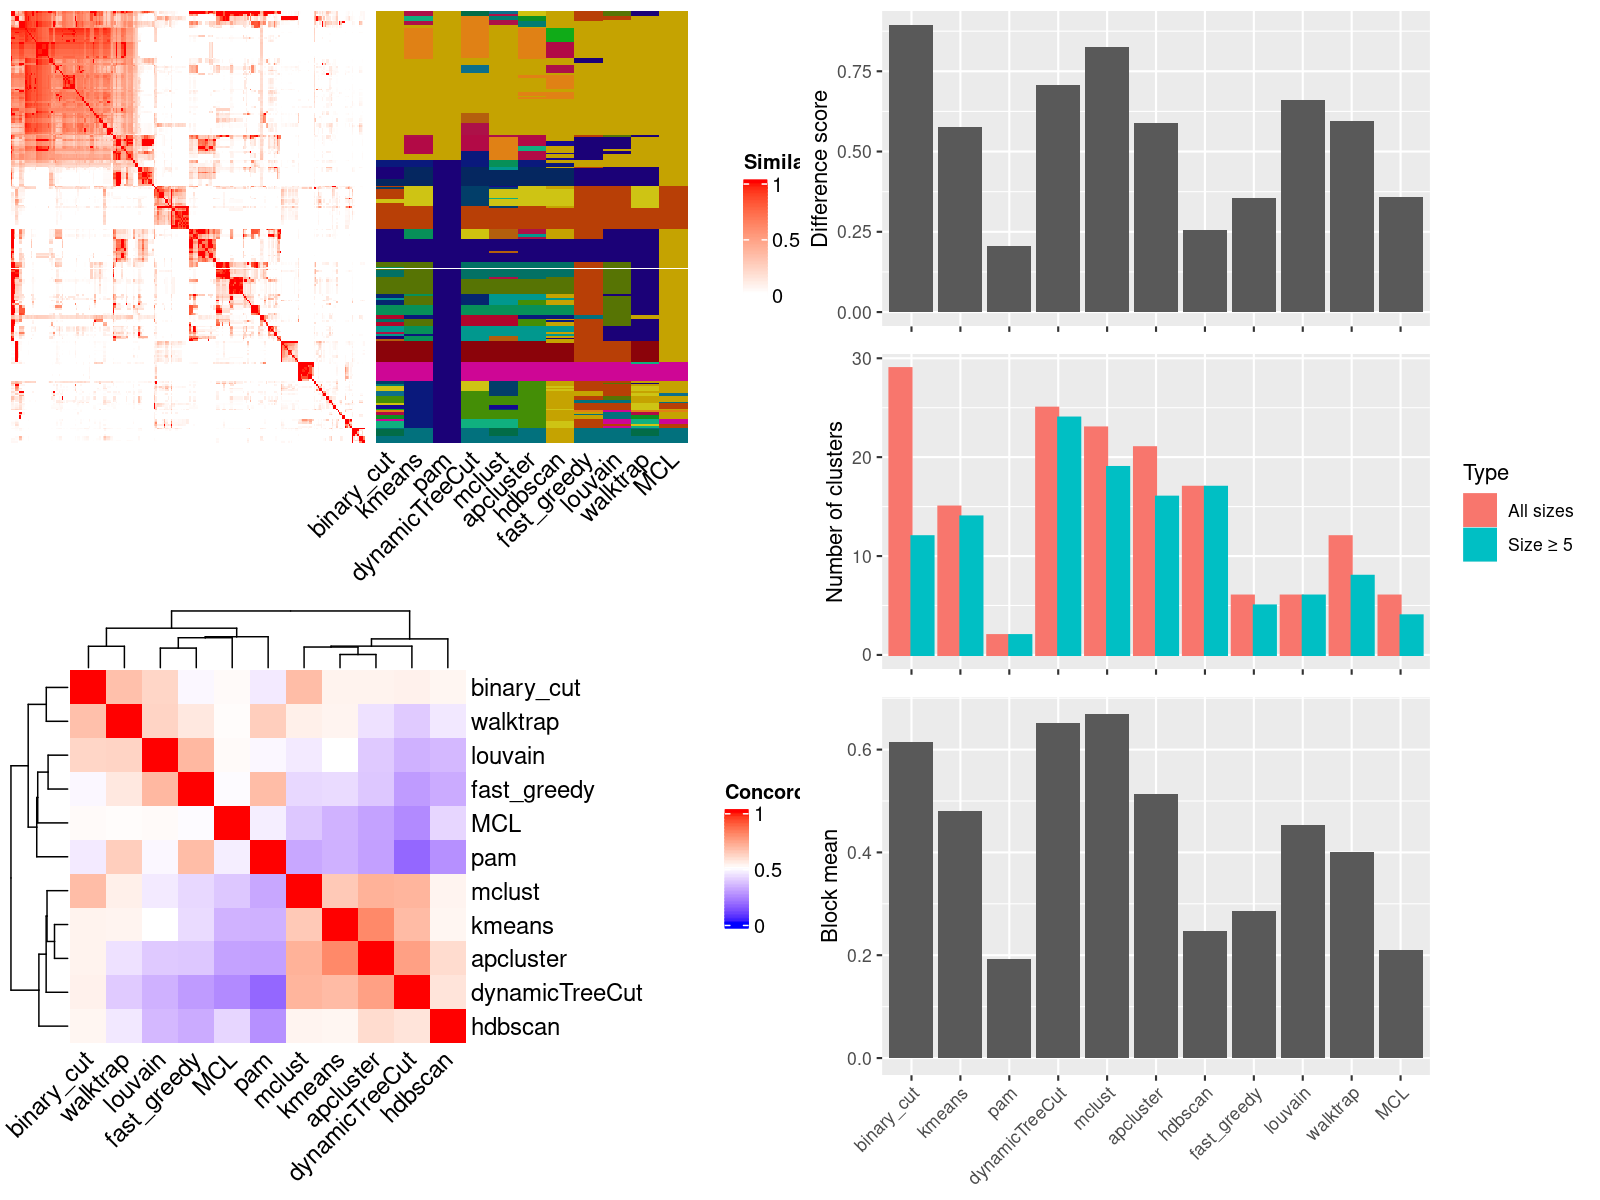 Simila
1
0.5
0
binary_cut
kmeans
pam
dynamicTreeCut
mclust
apcluster
hdbscan
fast_greedy
louvain
walktrap
MCL
binary_cut
walktrap
louvain
fast_greedy
MCL
pam
mclust
kmeans
apcluster
dynamicTreeCut
hdbscan
binary_cut
walktrap
louvain
fast_greedy
MCL
pam
mclust
kmeans
apcluster
dynamicTreeCut
hdbscan
Concord
1
0.5
0
Difference score
0.75
0.50
0.25
0.00
Number of clusters
30
20
10
0
Type
All sizes
Size ≥ 5
Block mean
0.6
0.4
0.2
0.0
binary_cut
kmeans
pam
dynamicTreeCut
mclust
apcluster
hdbscan
fast_greedy
louvain
walktrap
MCL